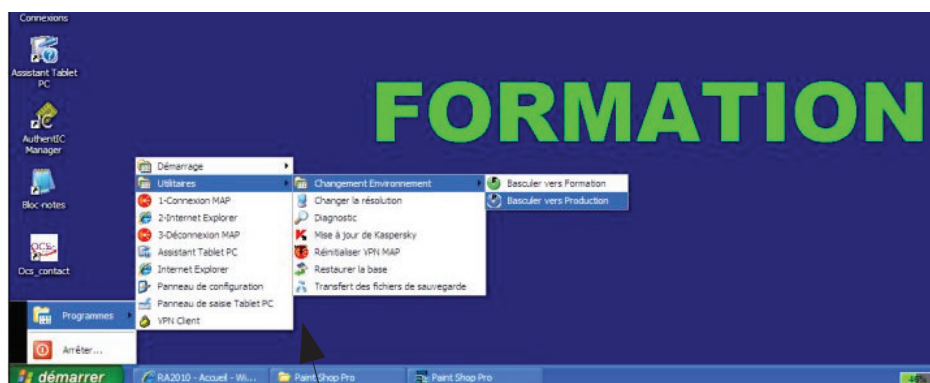 Connexions
Assistant Tablet
PC
AuthentIC
Manager
Bloc-notes
OCS-
Ocs_contact
FORMATION
Démarrage
Utilitaires
1-Connexion MAP
2-Internet Explorer
3-Déconnexion MAP
Assistant Tablet PC
Internet Explorer
Panneau de configuration
Panneau de saisie Tablet PC
VPN Client
Changement Environnement
Changer la résolution
Diagnostic
Mise à jour de Kaspersky
Réinitialiser VPN MAP
Restaurer la base
Transfert des fichiers de sauvegarde
Basculer vers Formation
Basculer vers Production
Programmes
Arrêter...
démarrer
RA2010 - Accueil - Wi...
Paint Shop Pro
Paint Shop Pro